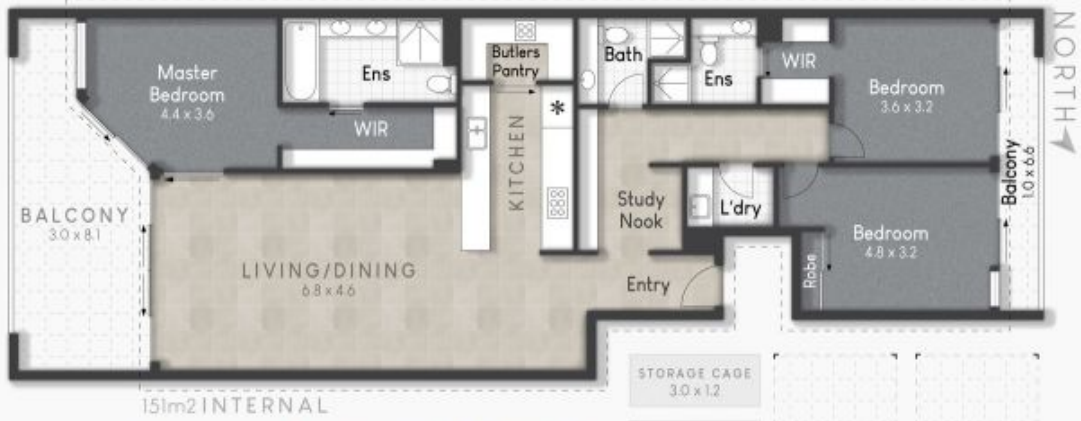 Master
Bedroom
4.4 x 3.6
Ens
WIR
Butlers
Pantry
KITCHEN
*
Bath
Ens
WIR
Bedroom
3.6 x 3.2
NORTH
Balcony
1.0 x 6.6
BALCONY
3.0 x 8.1
LIVING/DINING
6.8 x 4.6
Study
Nook
L'dry
Entry
Bedroom
4.8 x 3.2
Robe
STORAGE CAGE
3.0 x 1.2
151m2 INTERNAL